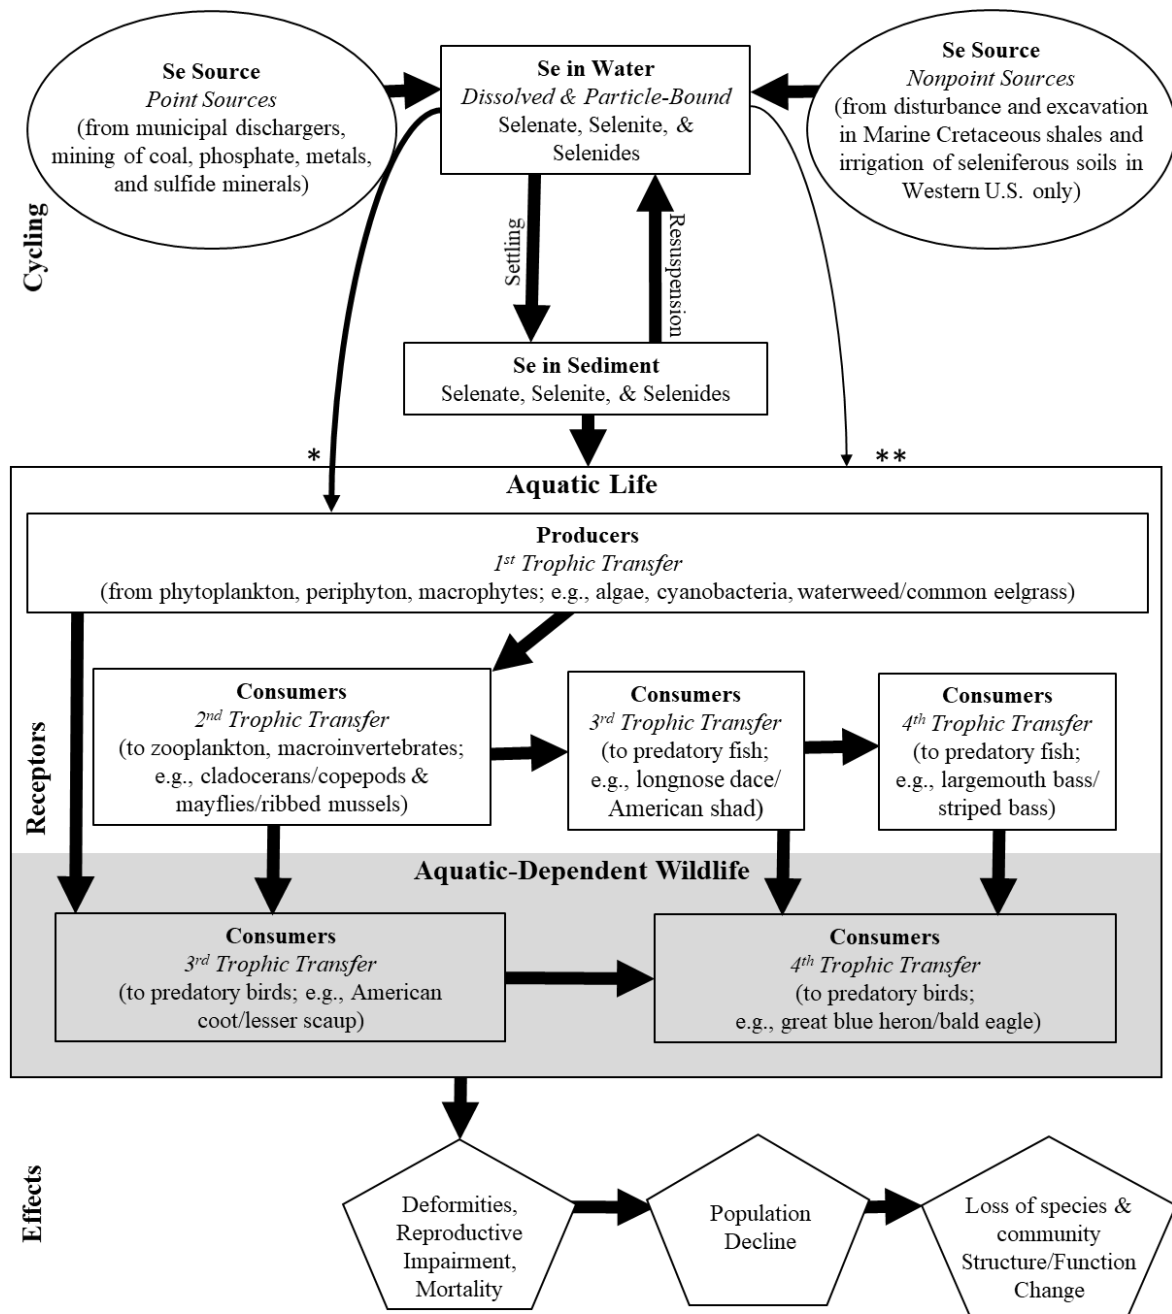 Se Source
Point Sources
(from municipal dischargers,
mining of coal, phosphate, metals,
and sulfide minerals)
Se in Water
Dissolved & Particle-Bound
Selenate, Selenite, &
Selenides
Se Source
Nonpoint Sources
(from disturbance and excavation
in Marine Cretaceous shales and
irrigation of seleniferous soils in
Western U.S. only)
Cycling
Settling
Resuspension
Se in Sediment
Selenate, Selenite, & Selenides
*
**
Aquatic Life
Producers
1st Trophic Transfer
(from phytoplankton, periphyton, macrophytes; e.g., algae, cyanobacteria, waterweed/common eelgrass)
Receptors
Consumers
2nd Trophic Transfer
(to zooplankton, macroinvertebrates;
e.g., cladocerans/copepods &
mayflies/ribbed mussels)
Consumers
3rd Trophic Transfer
(to predatory fish;
e.g., longnose dace/
American shad)
Consumers
4th Trophic Transfer
(to predatory fish;
e.g., largemouth bass/
striped bass)
Aquatic-Dependent Wildlife
Consumers
3rd Trophic Transfer
(to predatory birds; e.g., American
coot/lesser scaup)
Consumers
4th Trophic Transfer
(to predatory birds;
e.g., great blue heron/bald eagle)
Effects
Deformities,
Reproductive
Impairment,
Mortality
Population
Decline
Loss of species &
community
Structure/Function
Change